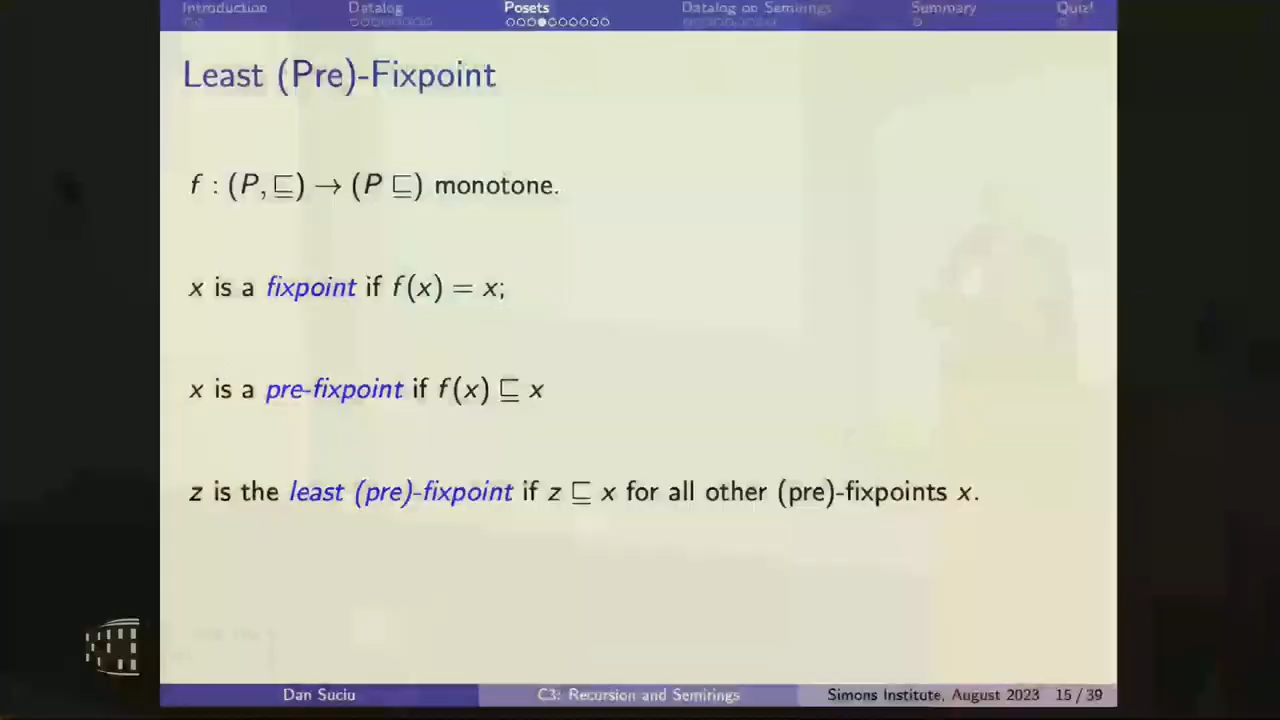 Introduction Datalog Posets Datalog on Semirings Summary Quiz!
Least (Pre)-Fixpoint
f : (P, ⊑) → (P ⊑) monotone.
x is a fixpoint if f(x) = x;
x is a pre-fixpoint if f(x) ⊑ x
z is the least (pre)-fixpoint if z ⊑ x for all other (pre)-fixpoints x.
Dan Suciu C3: Recursion and Semirings Simons Institute, August 2023 15 / 39